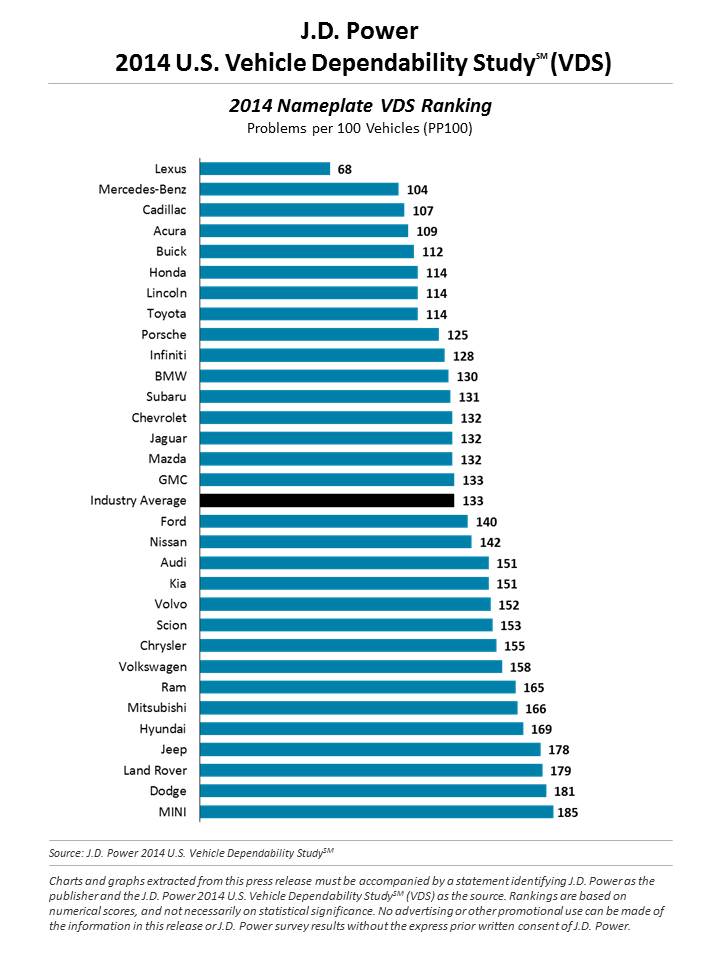 J.D. Power
2014 U.S. Vehicle Dependability Study℠ (VDS)
2014 Nameplate VDS Ranking
Problems per 100 Vehicles (PP100)
Lexus 68
Mercedes-Benz 104
Cadillac 107
Acura 109
Buick 112
Honda 114
Lincoln 114
Toyota 114
Porsche 125
Infiniti 128
BMW 130
Subaru 131
Chevrolet 132
Jaguar 132
Mazda 132
GMC 133
Industry Average 133
Ford 140
Nissan 142
Audi 151
Kia 151
Volvo 152
Scion 153
Chrysler 155
Volkswagen 158
Ram 165
Mitsubishi 166
Hyundai 169
Jeep 178
Land Rover 179
Dodge 181
MINI 185
Source: J.D. Power 2014 U.S. Vehicle Dependability Study℠
Charts and graphs extracted from this press release must be accompanied by a statement identifying J.D. Power as the
publisher and the J.D. Power 2014 U.S. Vehicle Dependability Study℠ (VDS) as the source. Rankings are based on
numerical scores, and not necessarily on statistical significance. No advertising or other promotional use can be made of
the information in this release or J.D. Power survey results without the express prior written consent of J.D. Power.